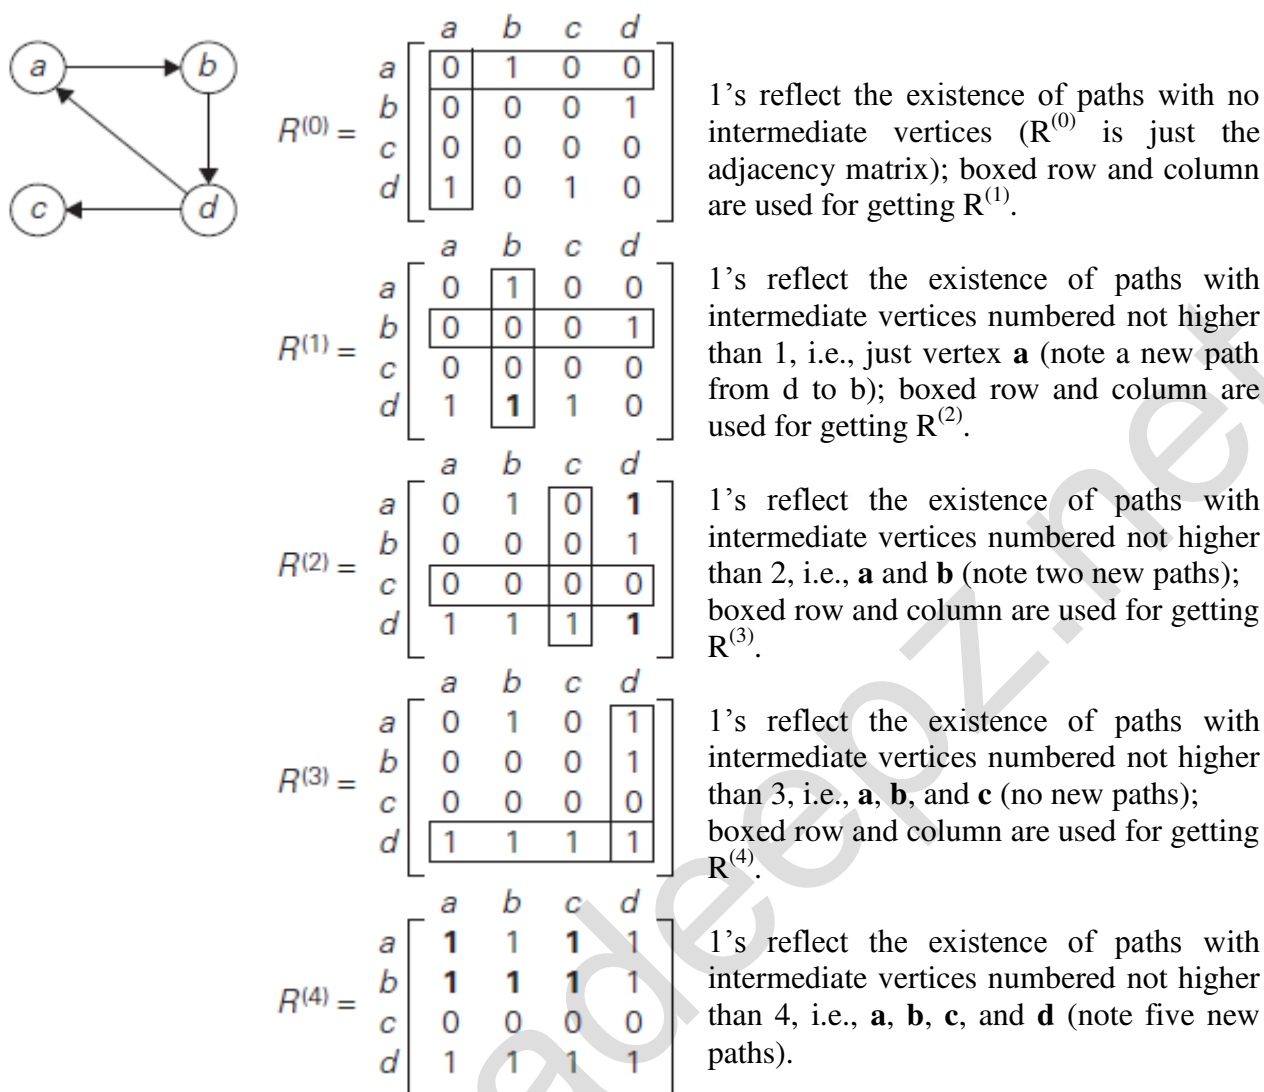 a b
c d
a b c d
a 0 1 0 0
b 0 0 0 1
R(0) =
c 0 0 0 0
d 1 0 1 0
1's reflect the existence of paths with no
intermediate vertices (R(0) is just the
adjacency matrix); boxed row and column
are used for getting R(1).
a b c d
a 0 1 0 0
b 0 0 0 1
R(1) =
c 0 0 0 0
d 1 1 1 0
1's reflect the existence of paths with
intermediate vertices numbered not higher
than 1, i.e., just vertex a (note a new path
from d to b); boxed row and column are
used for getting R(2).
a b c d
a 0 1 0 1
b 0 0 0 1
R(2) =
c 0 0 0 0
d 1 1 1 1
1's reflect the existence of paths with
intermediate vertices numbered not higher
than 2, i.e., a and b (note two new paths);
boxed row and column are used for getting
R(3).
a b c d
a 0 1 0 1
b 0 0 0 1
R(3) =
c 0 0 0 0
d 1 1 1 1
1's reflect the existence of paths with
intermediate vertices numbered not higher
than 3, i.e., a, b, and c (no new paths);
boxed row and column are used for getting
R(4).
a b c d
a 1 1 1 1
b 1 1 1 1
R(4) =
c 0 0 0 0
d 1 1 1 1
1's reflect the existence of paths with
intermediate vertices numbered not higher
than 4, i.e., a, b, c, and d (note five new
paths).
adeepz.net